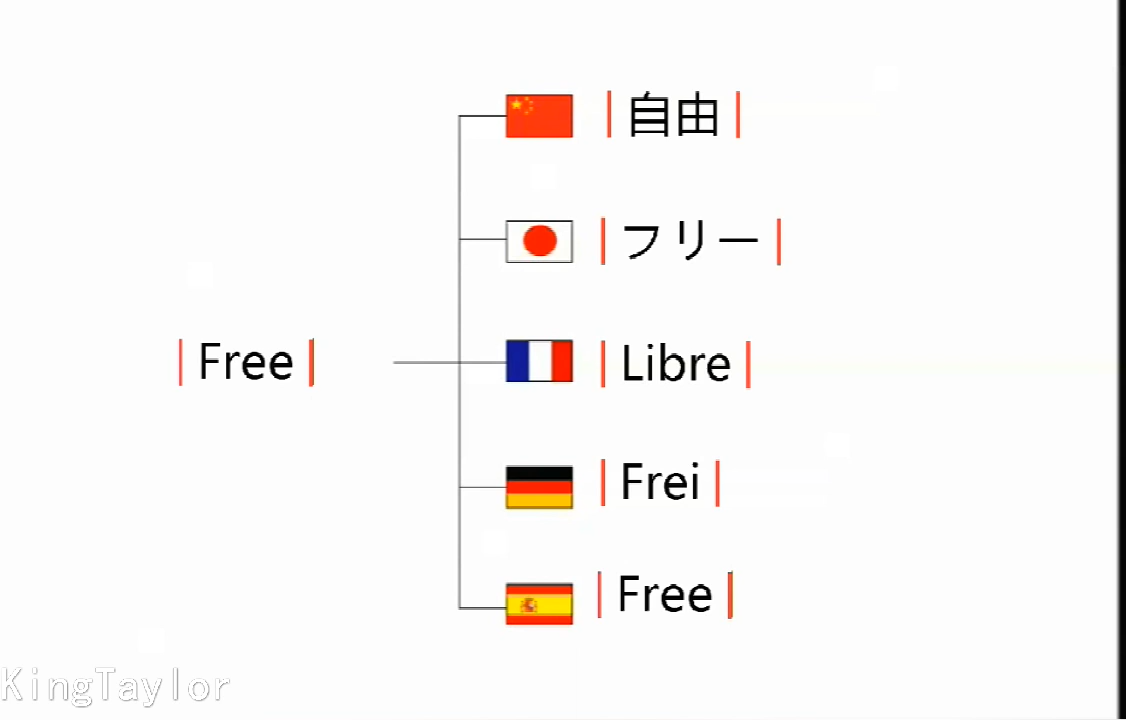 自由
フリー
Free
Libre
Frei
Free
KingTaylor